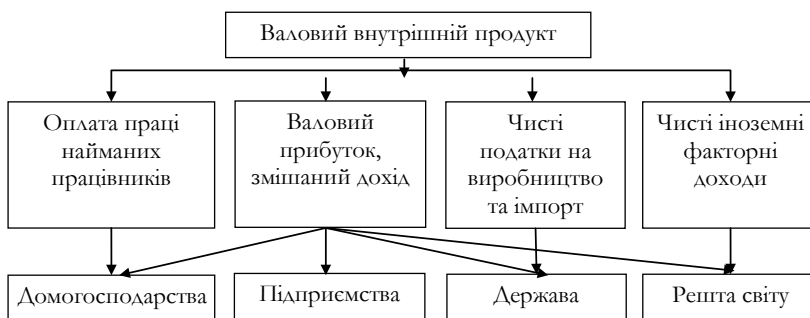 Валовий внутрішній продукт
Оплата праці
найманих
працівників
Валовий
прибуток,
змішаний дохід
Чисті
податки на
виробництво
та імпорт
Чисті іноземні
факторні
доходи
Домогосподарства
Підприємства
Держава
Решта світу